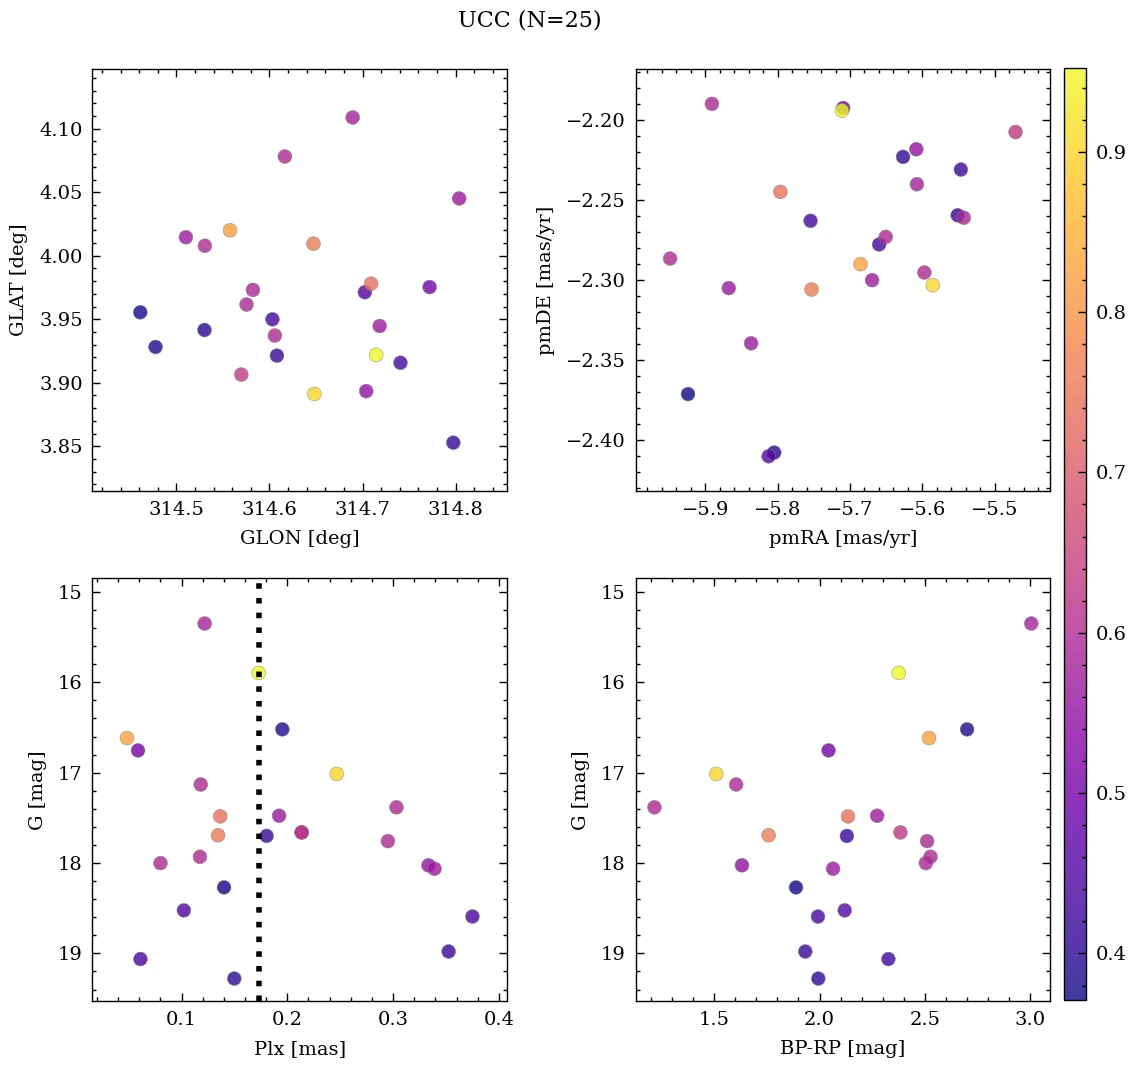 UCC (N=25)
4.10
4.05
4.00
3.95
3.90
3.85
GLAT [deg]
314.5 314.6 314.7 314.8
GLON [deg]
−2.20
−2.25
−2.30
−2.35
−2.40
pmDE [mas/yr]
−5.9 −5.8 −5.7 −5.6 −5.5
pmRA [mas/yr]
0.9
0.8
0.7
0.6
0.5
0.4
15
16
17
18
19
G [mag]
0.1 0.2 0.3 0.4
Plx [mas]
15
16
17
18
19
G [mag]
1.5 2.0 2.5 3.0
BP-RP [mag]